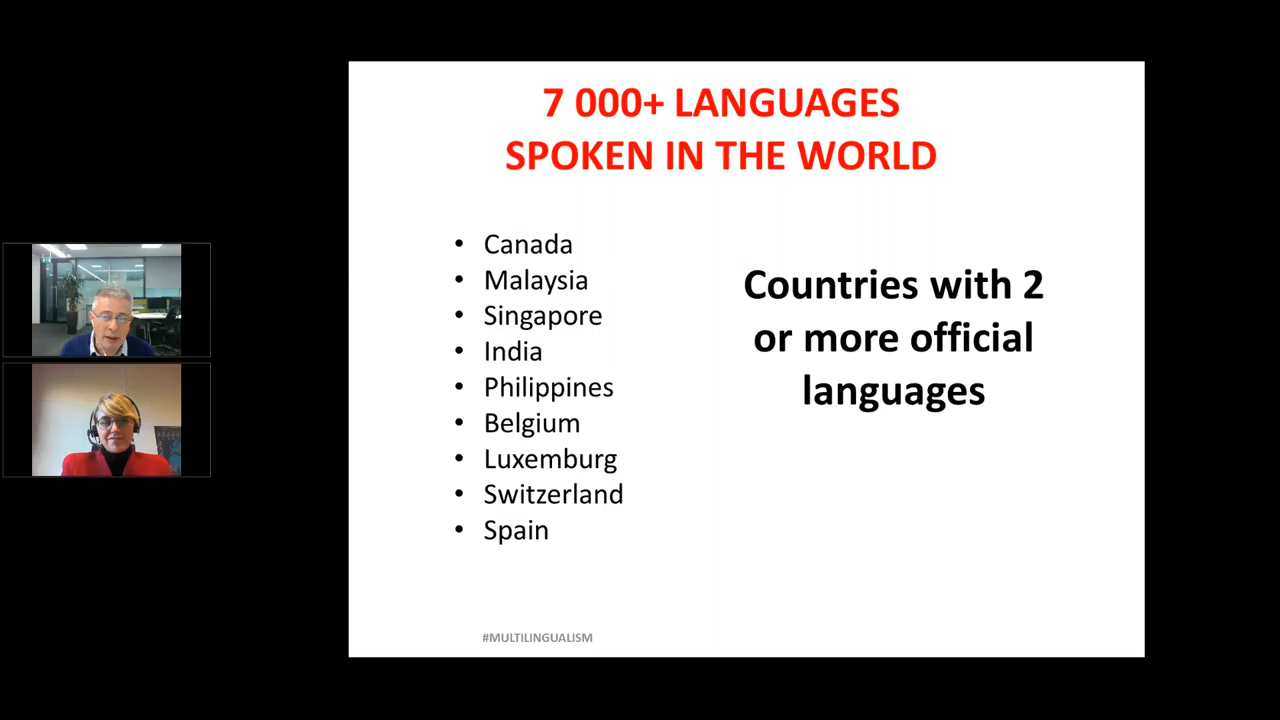 7 000+ LANGUAGES
SPOKEN IN THE WORLD
• Canada
• Malaysia
• Singapore
• India
• Philippines
• Belgium
• Luxemburg
• Switzerland
• Spain
Countries with 2
or more official
languages
#MULTILINGUALISM